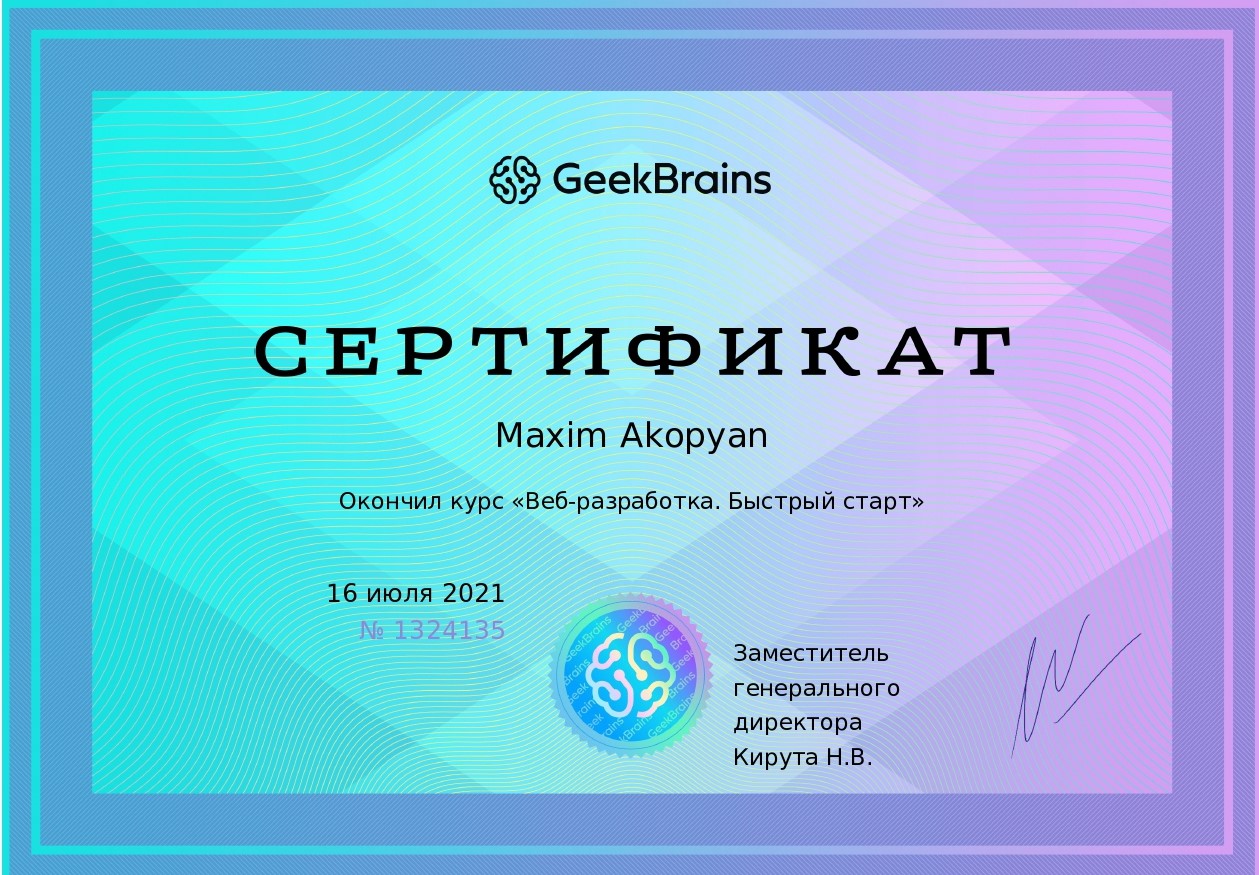 GeekBrains
СЕРТИФИКАТ
Maxim Akopyan
Окончил курс «Веб-разработка. Быстрый старт»
16 июля 2021
№ 1324135
Заместитель
генерального
директора
Кирута Н.В.